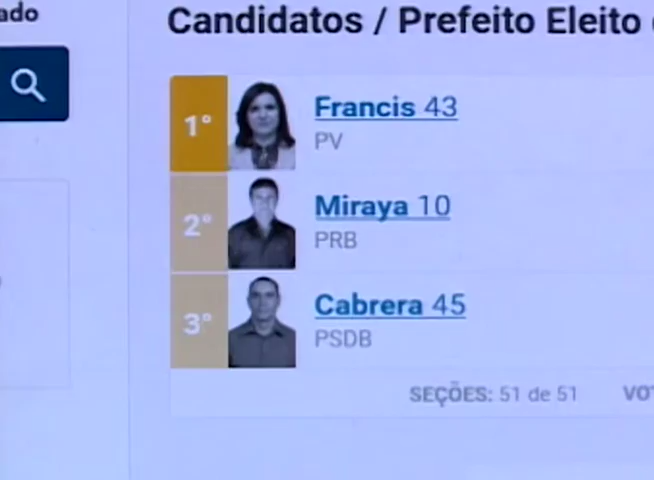 ado
Candidatos / Prefeito Eleito
1º
Francis 43
PV
2º
Miraya 10
PRB
3º
Cabrera 45
PSDB
SEÇÕES: 51 de 51
VO